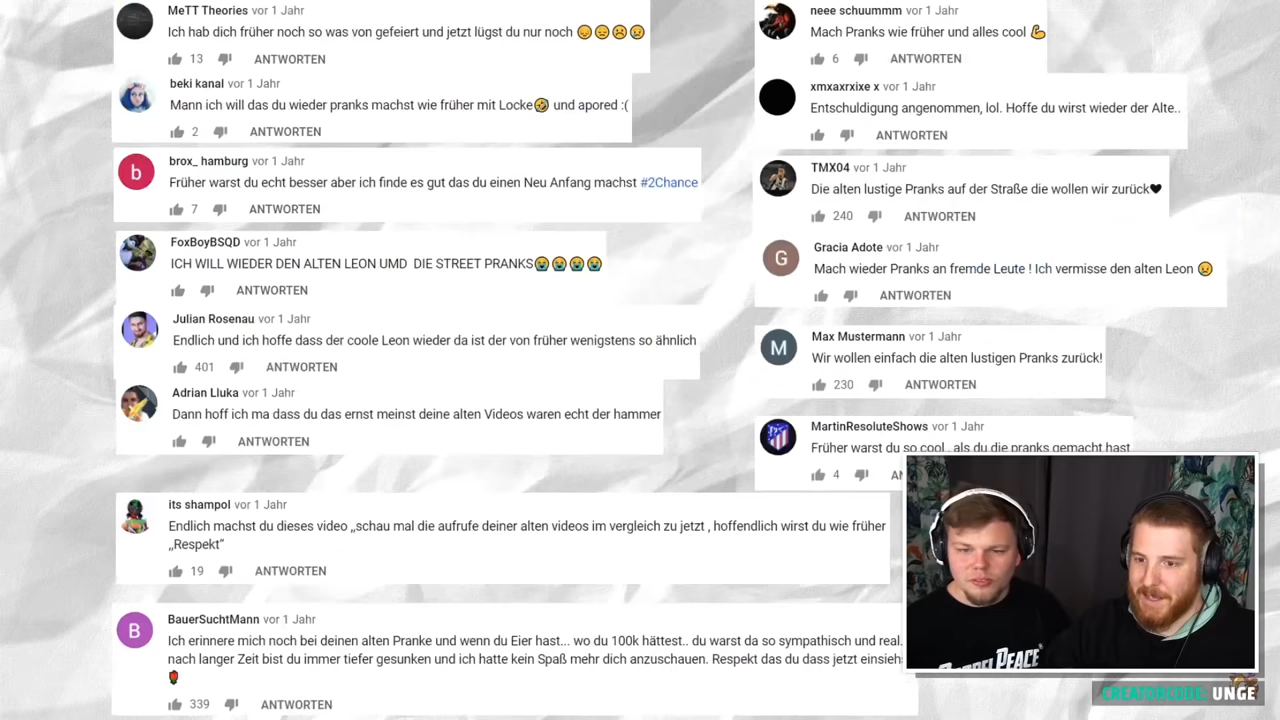 MeTT Theories vor 1 Jahr
Ich hab dich früher noch so was von gefeiert und jetzt lügst du nur noch 😞😔☹️😢
13 ANTWORTEN
beki kanal vor 1 Jahr
Mann ich will das du wieder pranks machst wie früher mit Locke🤣 und apored :(
2 ANTWORTEN
b
brox_ hamburg vor 1 Jahr
Früher warst du echt besser aber ich finde es gut das du einen Neu Anfang machst #2Chance
7 ANTWORTEN
FoxBoyBSQD vor 1 Jahr
ICH WILL WIEDER DEN ALTEN LEON UMD DIE STREET PRANKS😭😭😭😭
ANTWORTEN
Julian Rosenau vor 1 Jahr
Endlich und ich hoffe dass der coole Leon wieder da ist der von früher wenigstens so ähnlich
401 ANTWORTEN
Adrian Lluka vor 1 Jahr
Dann hoff ich ma dass du das ernst meinst deine alten Videos waren echt der hammer
ANTWORTEN
its shampol vor 1 Jahr
Endlich machst du dieses video ,,schau mal die aufrufe deiner alten videos im vergleich zu jetzt , hoffendlich wirst du wie früher
,,Respekt“
19 ANTWORTEN
B
BauerSuchtMann vor 1 Jahr
Ich erinnere mich noch bei deinen alten Pranke und wenn du Eier hast... wo du 100k hättest.. du warst da so sympathisch und real.
nach langer Zeit bist du immer tiefer gesunken und ich hatte kein Spaß mehr dich anzuschauen. Respekt das du dass jetzt einsiehs
🌹
339 ANTWORTEN
neee schuummm vor 1 Jahr
Mach Pranks wie früher und alles cool 💪
6 ANTWORTEN
xmxaxrxixe x vor 1 Jahr
Entschuldigung angenommen, lol. Hoffe du wirst wieder der Alte..
ANTWORTEN
TMX04 vor 1 Jahr
Die alten lustige Pranks auf der Straße die wollen wir zurück🖤
240 ANTWORTEN
G
Gracia Adote vor 1 Jahr
Mach wieder Pranks an fremde Leute ! Ich vermisse den alten Leon 😢
ANTWORTEN
M
Max Mustermann vor 1 Jahr
Wir wollen einfach die alten lustigen Pranks zurück!
230 ANTWORTEN
MartinResoluteShows vor 1 Jahr
Früher warst du so cool , als du die pranks gemacht hast
4 AN
CREATORCODE: UNGE